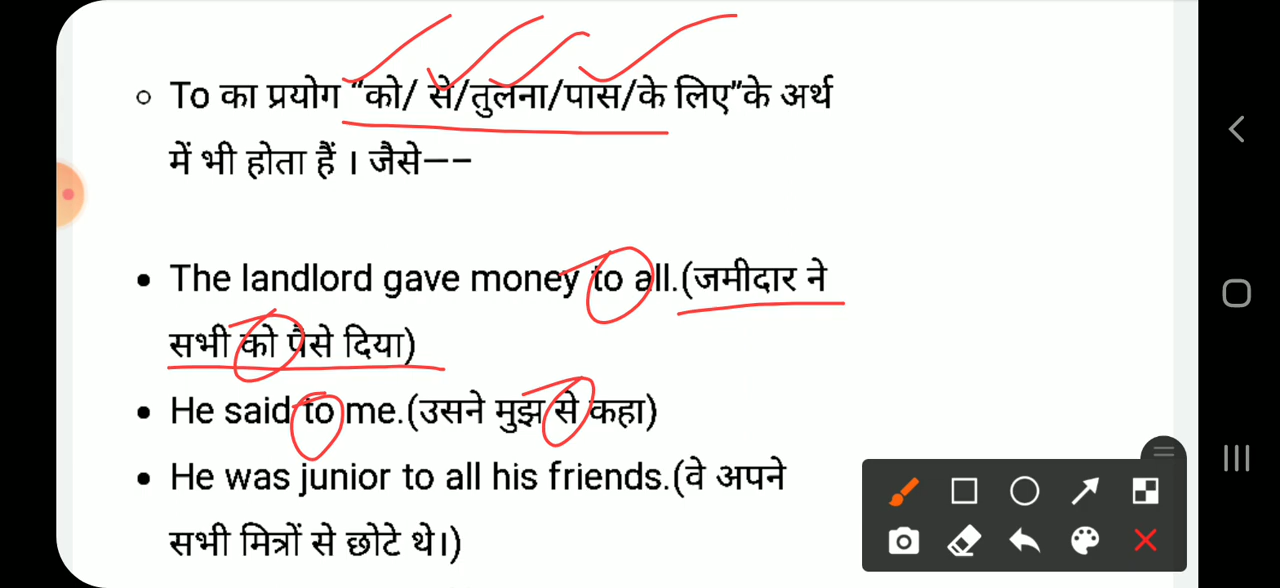 To का प्रयोग "को/ से/तुलना/पास/के लिए"के अर्थ
में भी होता हैं । जैसे––
The landlord gave money to all.(जमीदार ने
सभी को पैसे दिया)
He said to me.(उसने मुझ से कहा)
He was junior to all his friends.(वे अपने
सभी मित्रों से छोटे थे।)